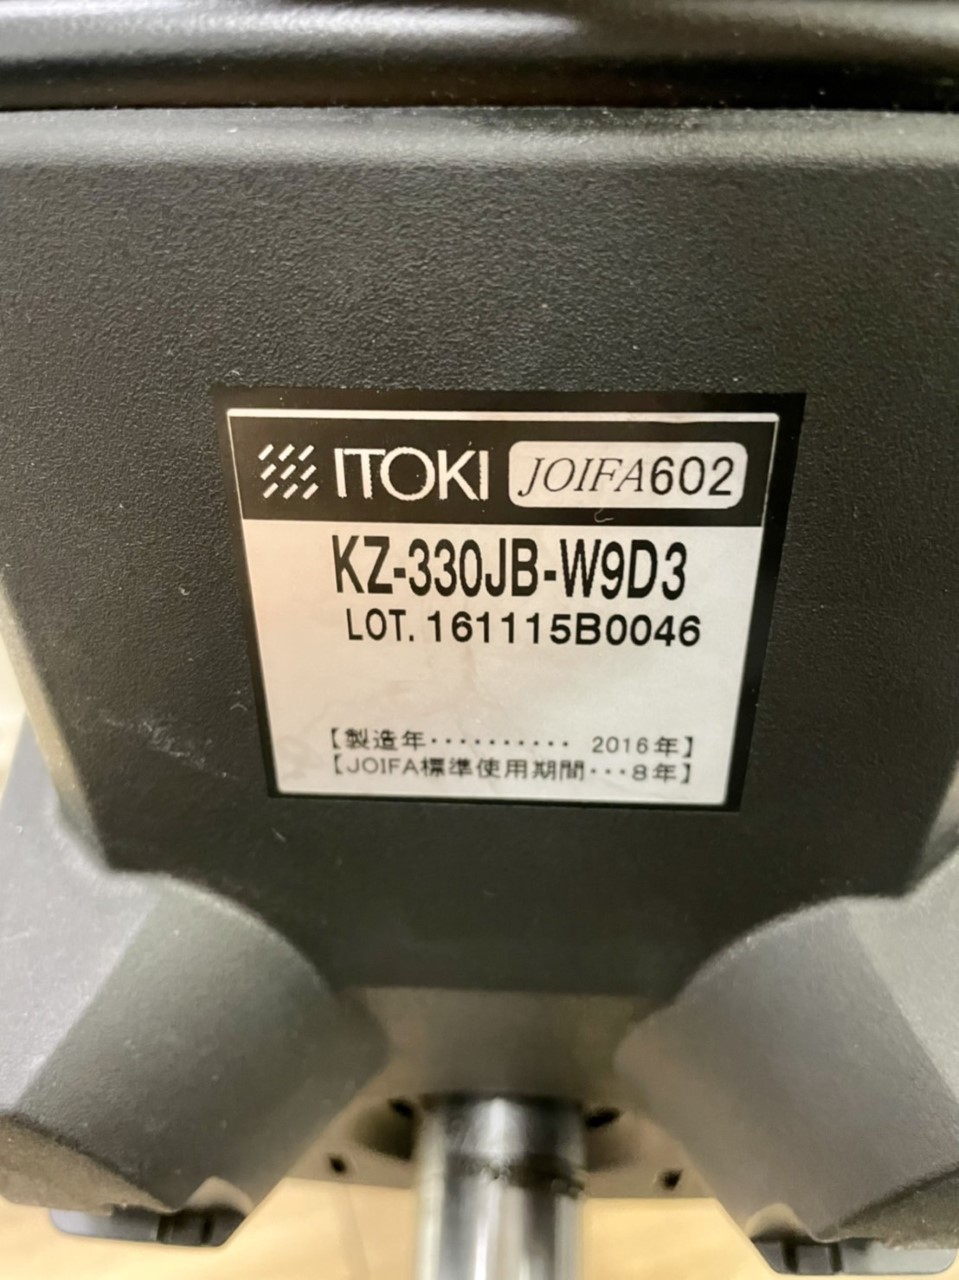 ITOKI JOIFA602
KZ-330JB-W9D3
LOT. 161115B0046
【製造年・・・・・・・・・・ 2016年】
【JOIFA標準使用期間・・・8年】